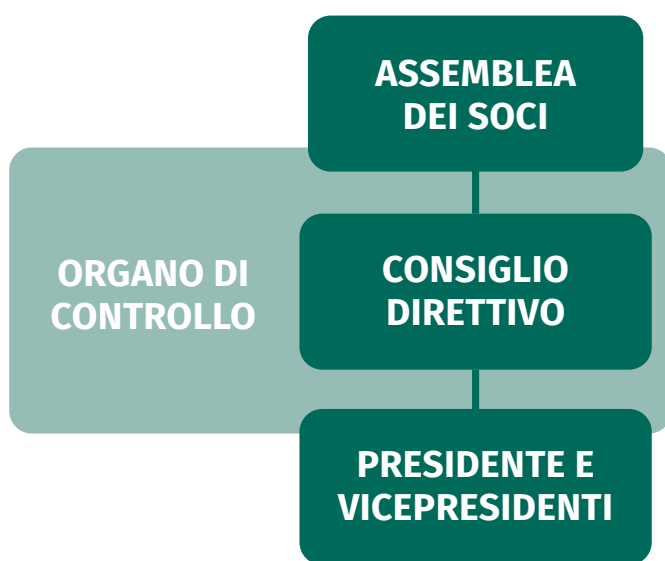 ASSEMBLEA
DEI SOCI
ORGANO DI
CONTROLLO
CONSIGLIO
DIRETTIVO
PRESIDENTE E
VICEPRESIDENTI